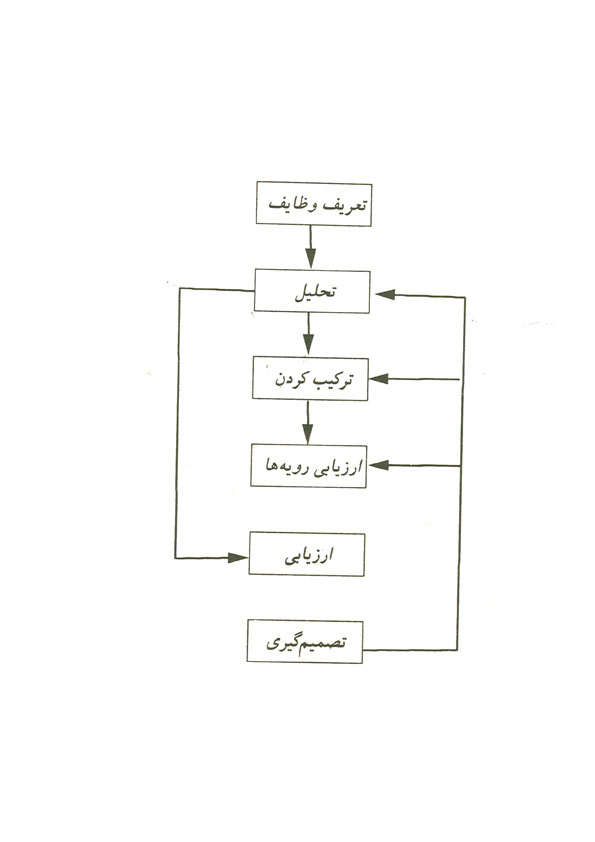 تعریف وظایف
تحلیل
ترکیب کردن
ارزیابی رویه‌ها
ارزیابی
تصمیم‌گیری